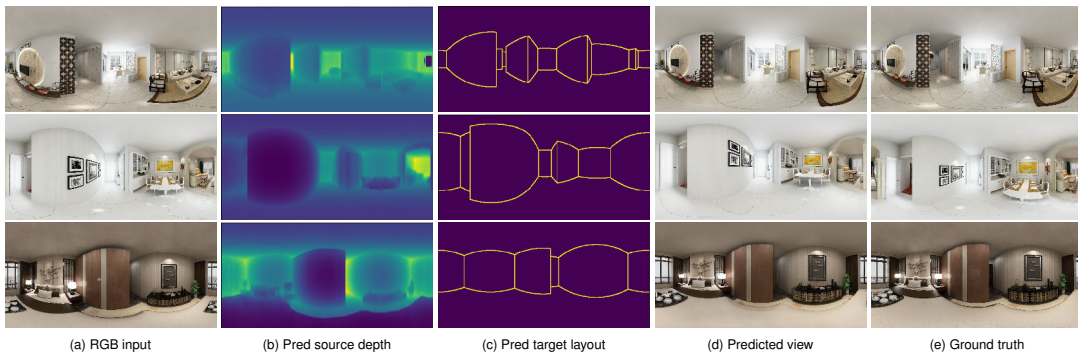 (a) RGB input
(b) Pred source depth
(c) Pred target layout
(d) Predicted view
(e) Ground truth